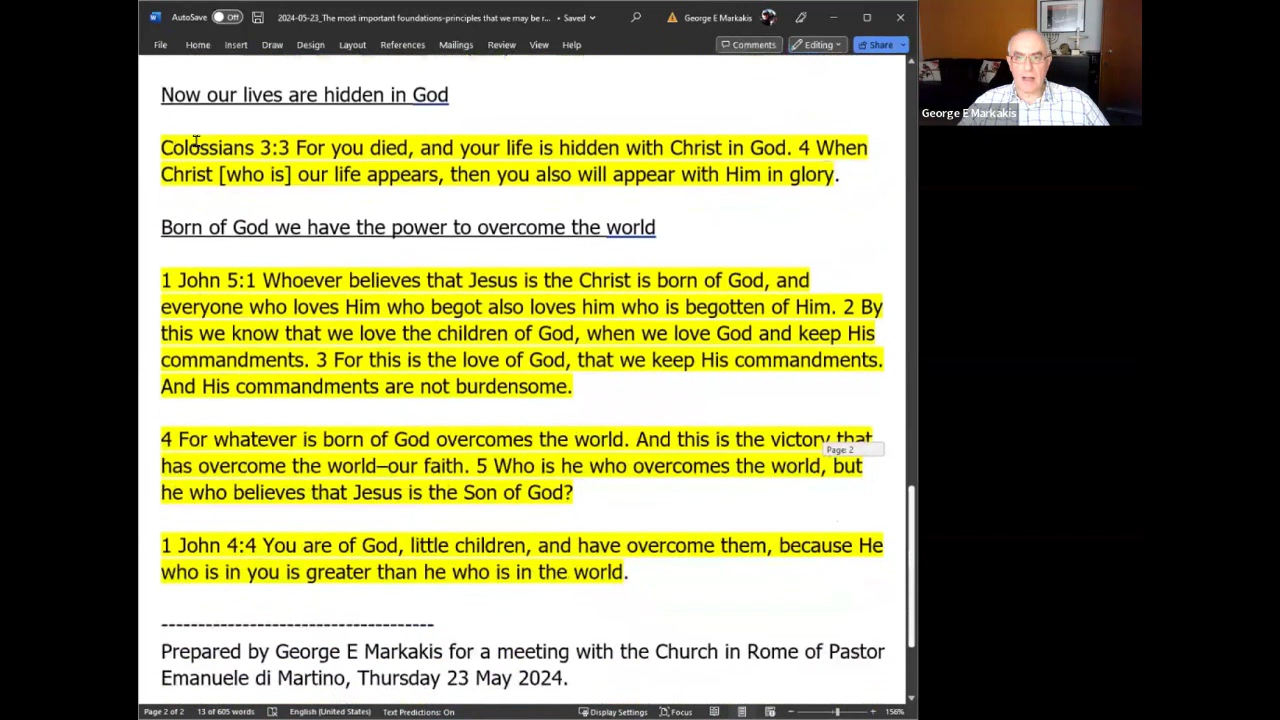 AutoSave Off 2024-05-23_The most important foundations-principles that we may be r... • Saved George E Markakis
File Home Insert Draw Design Layout References Mailings Review View Help Comments Editing Share
Now our lives are hidden in God
Colossians 3:3 For you died, and your life is hidden with Christ in God. 4 When
Christ [who is] our life appears, then you also will appear with Him in glory.
Born of God we have the power to overcome the world
1 John 5:1 Whoever believes that Jesus is the Christ is born of God, and
everyone who loves Him who begot also loves him who is begotten of Him. 2 By
this we know that we love the children of God, when we love God and keep His
commandments. 3 For this is the love of God, that we keep His commandments.
And His commandments are not burdensome.
4 For whatever is born of God overcomes the world. And this is the victory that
Page: 2
has overcome the world–our faith. 5 Who is he who overcomes the world, but
he who believes that Jesus is the Son of God?
1 John 4:4 You are of God, little children, and have overcome them, because He
who is in you is greater than he who is in the world.
------------------------------------
Prepared by George E Markakis for a meeting with the Church in Rome of Pastor
Emanuele di Martino, Thursday 23 May 2024.
Page 2 of 2 13 of 605 words English (United States) Text Predictions: On Display Settings Focus 156%
George E Markakis